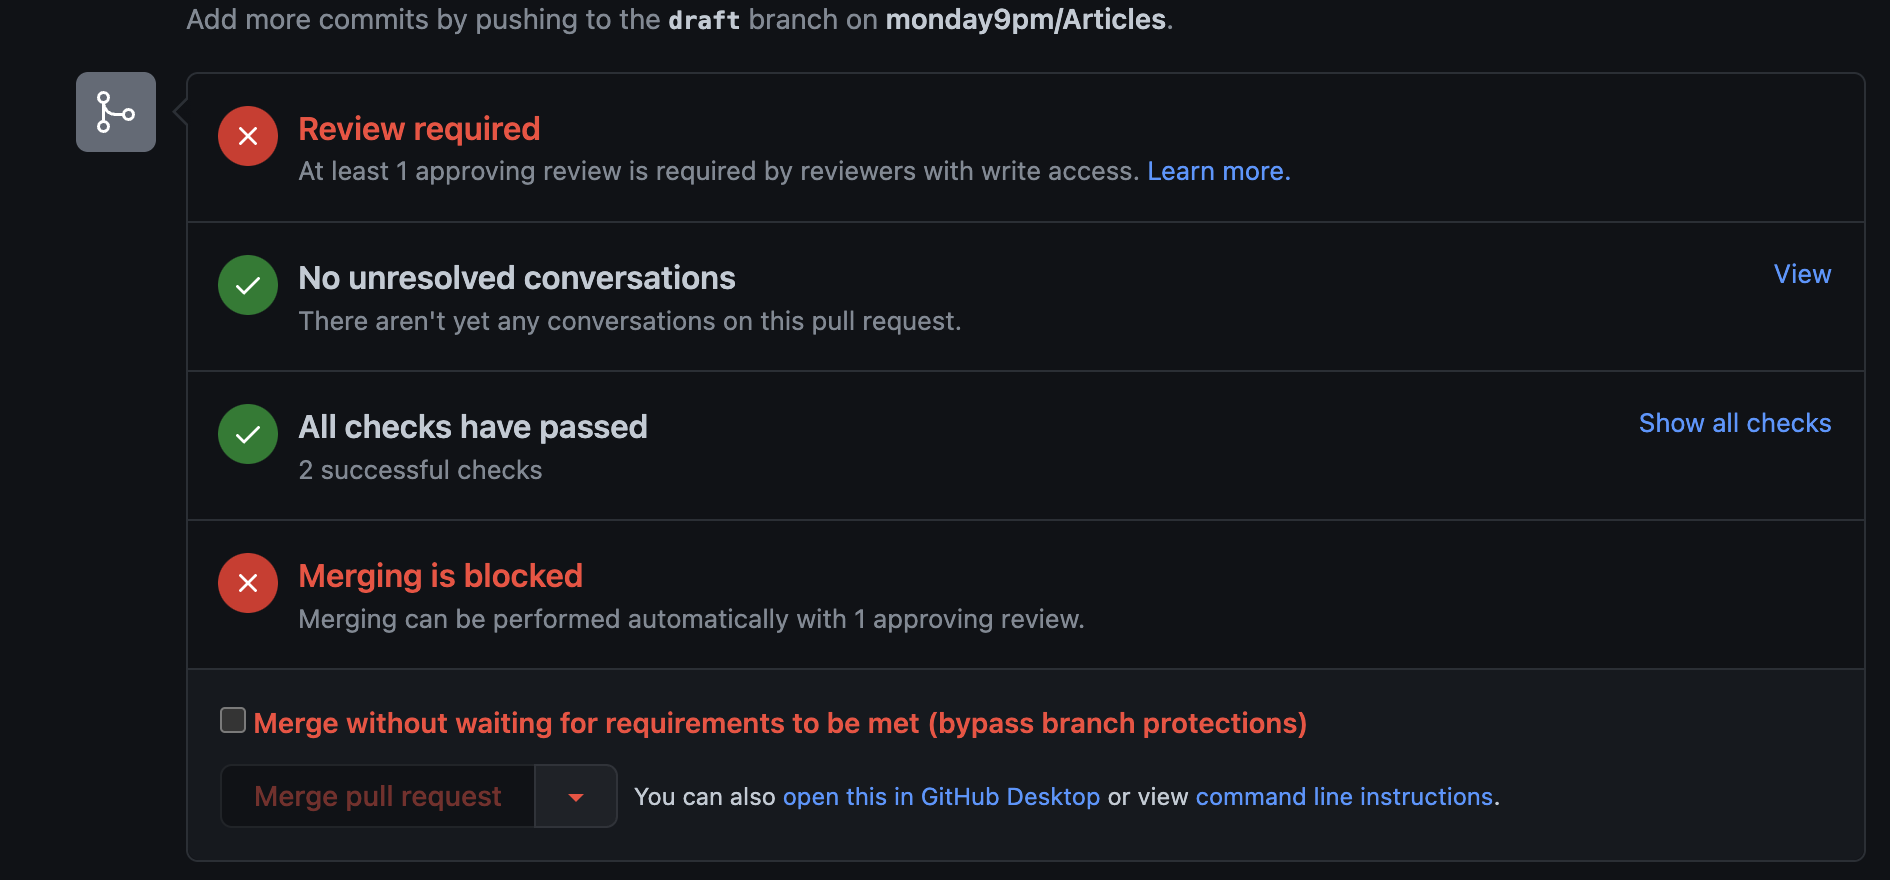 Add more commits by pushing to the draft branch on monday9pm/Articles.
Review required
At least 1 approving review is required by reviewers with write access. Learn more.
No unresolved conversations
View
There aren't yet any conversations on this pull request.
All checks have passed
Show all checks
2 successful checks
Merging is blocked
Merging can be performed automatically with 1 approving review.
Merge without waiting for requirements to be met (bypass branch protections)
Merge pull request
You can also open this in GitHub Desktop or view command line instructions.